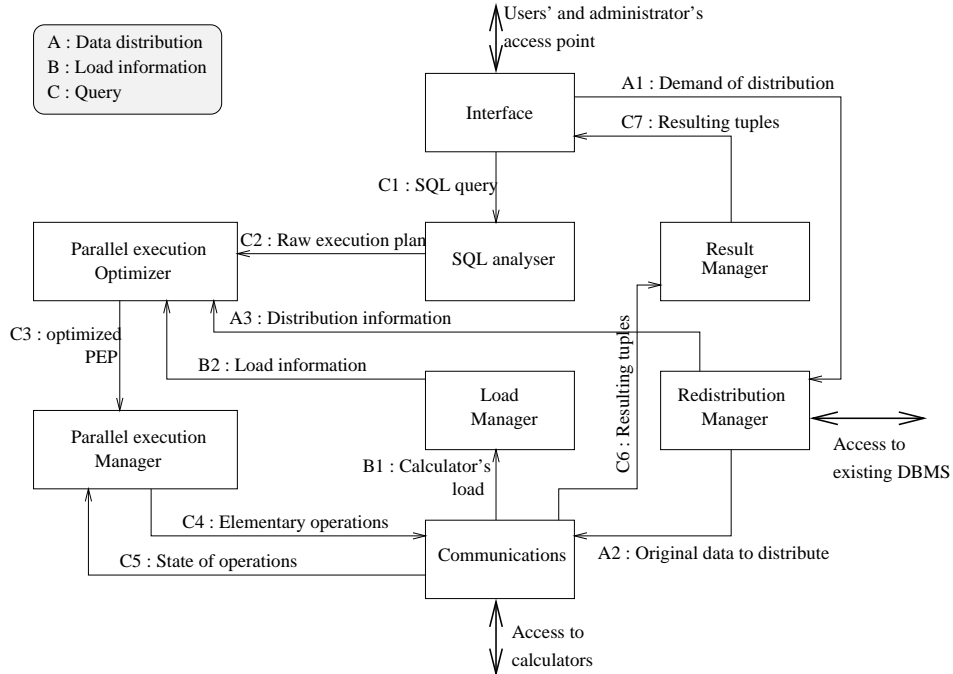 Users' and administrator's
access point
A : Data distribution
B : Load information
C : Query
A1 : Demand of distribution
Interface
C7 : Resulting tuples
C1 : SQL query
C2 : Raw execution plan
Parallel execution
Optimizer
SQL analyser
Result
Manager
A3 : Distribution information
C3 : optimized
PEP
B2 : Load information
C6 : Resulting tuples
Load
Manager
Redistribution
Manager
Parallel execution
Manager
Access to
existing DBMS
B1 : Calculator's
load
C4 : Elementary operations
Communications
A2 : Original data to distribute
C5 : State of operations
Access to
calculators